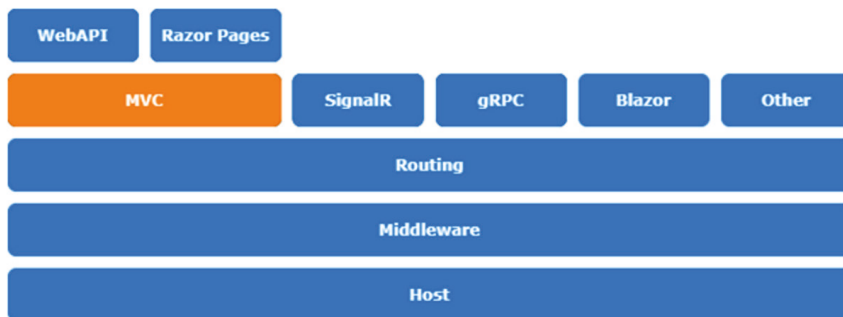 WebAPI Razor Pages
MVC SignalR gRPC Blazor Other
Routing
Middleware
Host